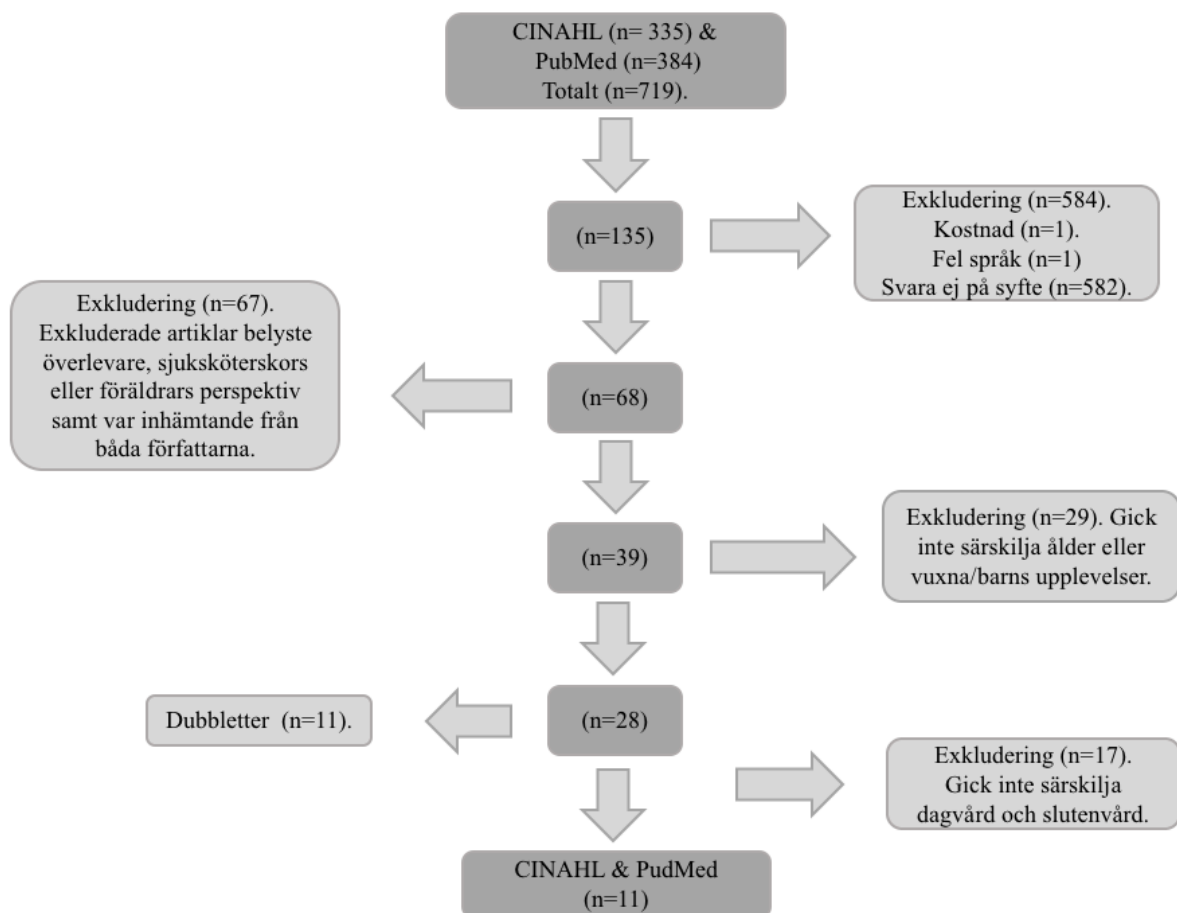 CINAHL (n= 335) &
PubMed (n=384)
Totalt (n=719).
(n=135)
Exkludering (n=584).
Kostnad (n=1).
Fel språk (n=1)
Svara ej på syfte (n=582).
Exkludering (n=67).
Exkluderade artiklar belyste
överlevare, sjuksköterskors
eller föräldrars perspektiv
samt var inhämtande från
båda författarna.
(n=68)
(n=39)
Exkludering (n=29). Gick
inte särskilja ålder eller
vuxna/barns upplevelser.
Dubbletter  (n=11).
(n=28)
Exkludering (n=17).
Gick inte särskilja
dagvård och slutenvård.
CINAHL & PudMed
(n=11)